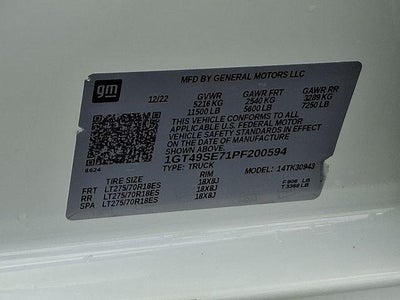 gm
MFD BY GENERAL MOTORS LLC
12/22 GVWR GAWR FRT GAWR RR
5216 KG 2540 KG 3289 KG
11500 LB 5600 LB 7250 LB
THIS VEHICLE CONFORMS TO ALL
APPLICABLE U.S. FEDERAL MOTOR
VEHICLE SAFETY STANDARDS IN EFFECT
ON THE DATE OF MANUFACTURE
SHOWN ABOVE.
1GT49SE71PF200594
8624 TYPE: TRUCK MODEL: 14TK30943
TIRE SIZE RIM
FRT LT275/70R18ES 18X8J
RR LT275/70R18ES 18X8J
SPA LT275/70R18ES 18X8J